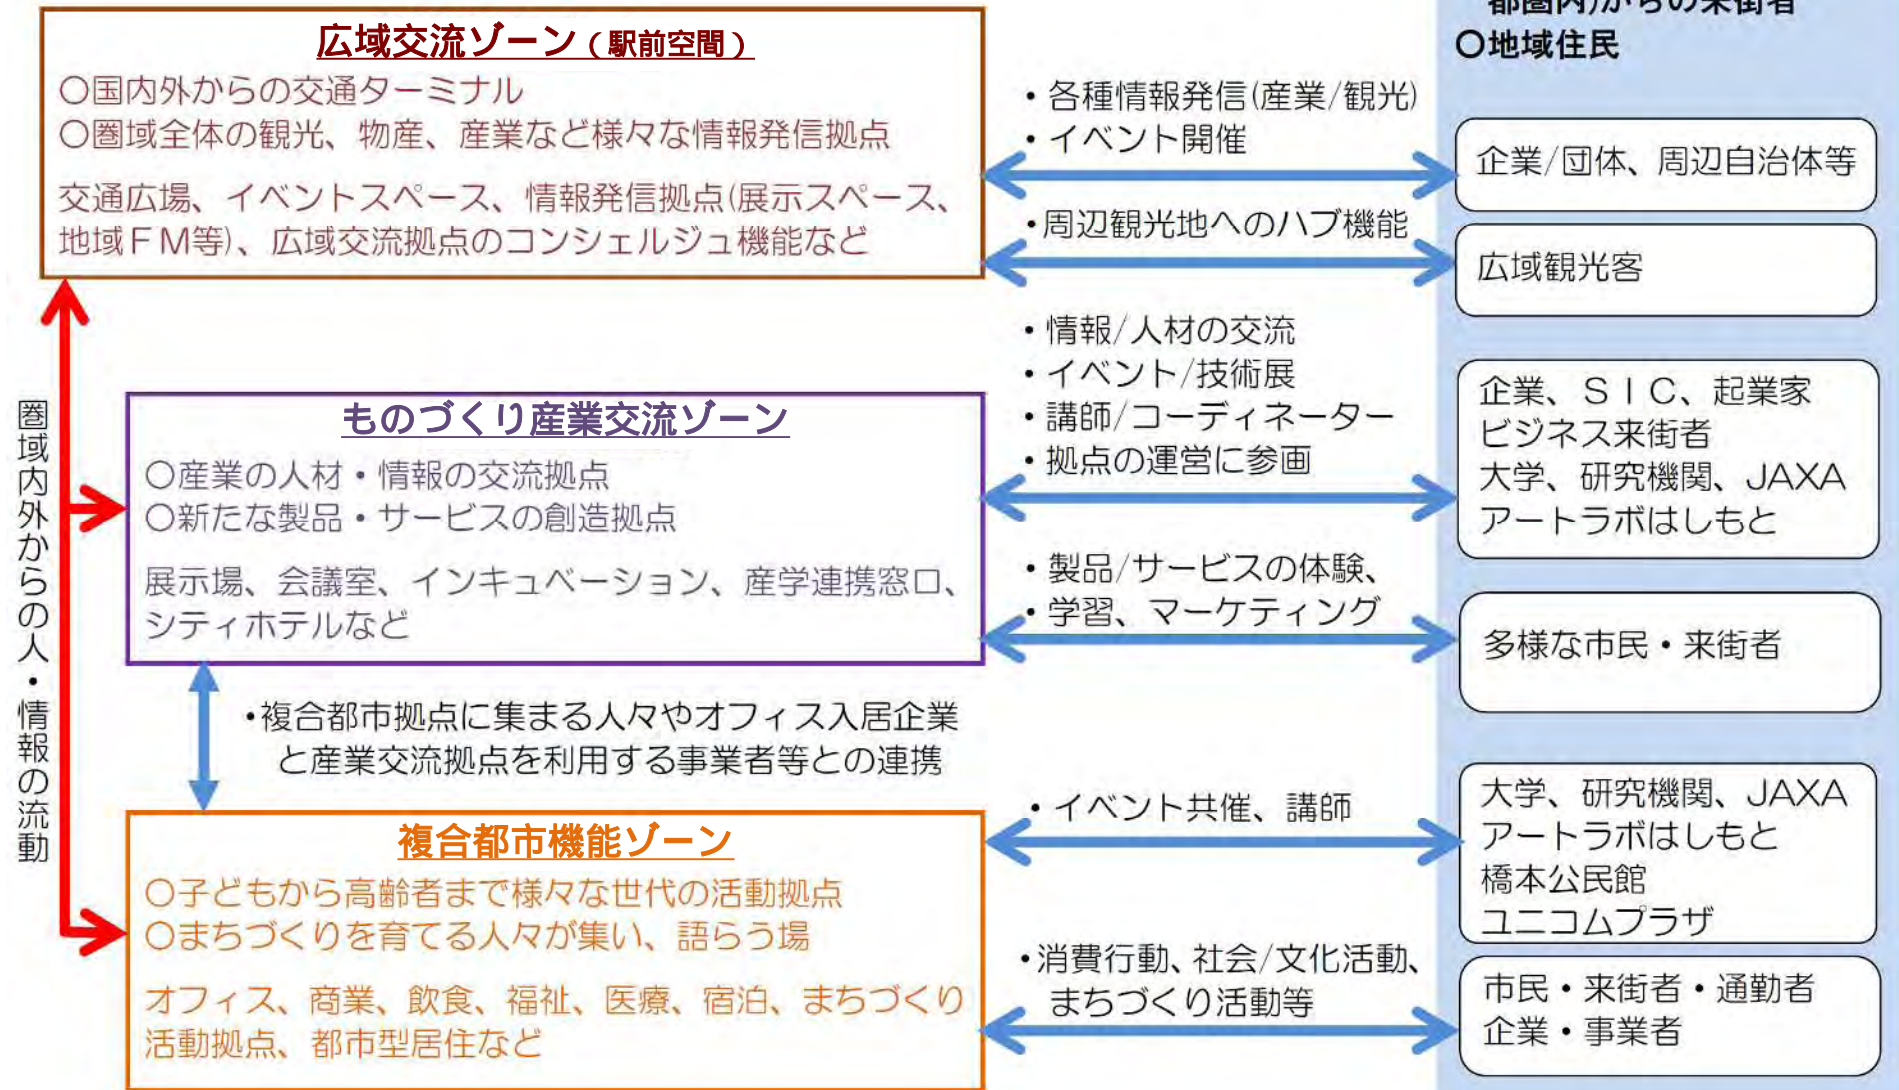 広域交流ゾーン(駅前空間)
〇国内外からの交通ターミナル
〇圏域全体の観光、物産、産業など様々な情報発信拠点
交通広場、イベントスペース、情報発信拠点(展示スペース、
地域FM等)、広域交流拠点のコンシェルジュ機能など
・各種情報発信(産業/観光)
・イベント開催
・周辺観光地へのハブ機能
都圏内)からの来街者
〇地域住民
企業/団体、周辺自治体等
広域観光客
圏域内外からの人・情報の流動
ものづくり産業交流ゾーン
〇産業の人材・情報の交流拠点
〇新たな製品・サービスの創造拠点
展示場、会議室、インキュベーション、産学連携窓口、
シティホテルなど
・情報/人材の交流
・イベント/技術展
・講師/コーディネーター
・拠点の運営に参画
・製品/サービスの体験、
・学習、マーケティング
企業、SIC、起業家
ビジネス来街者
大学、研究機関、JAXA
アートラボはしもと
多様な市民・来街者
・複合都市拠点に集まる人々やオフィス入居企業
と産業交流拠点を利用する事業者等との連携
複合都市機能ゾーン
〇子どもから高齢者まで様々な世代の活動拠点
〇まちづくりを育てる人々が集い、語らう場
オフィス、商業、飲食、福祉、医療、宿泊、まちづくり
活動拠点、都市型居住など
・イベント共催、講師
・消費行動、社会/文化活動、
まちづくり活動等
大学、研究機関、JAXA
アートラボはしもと
橋本公民館
ユニコムプラザ
市民・来街者・通勤者
企業・事業者